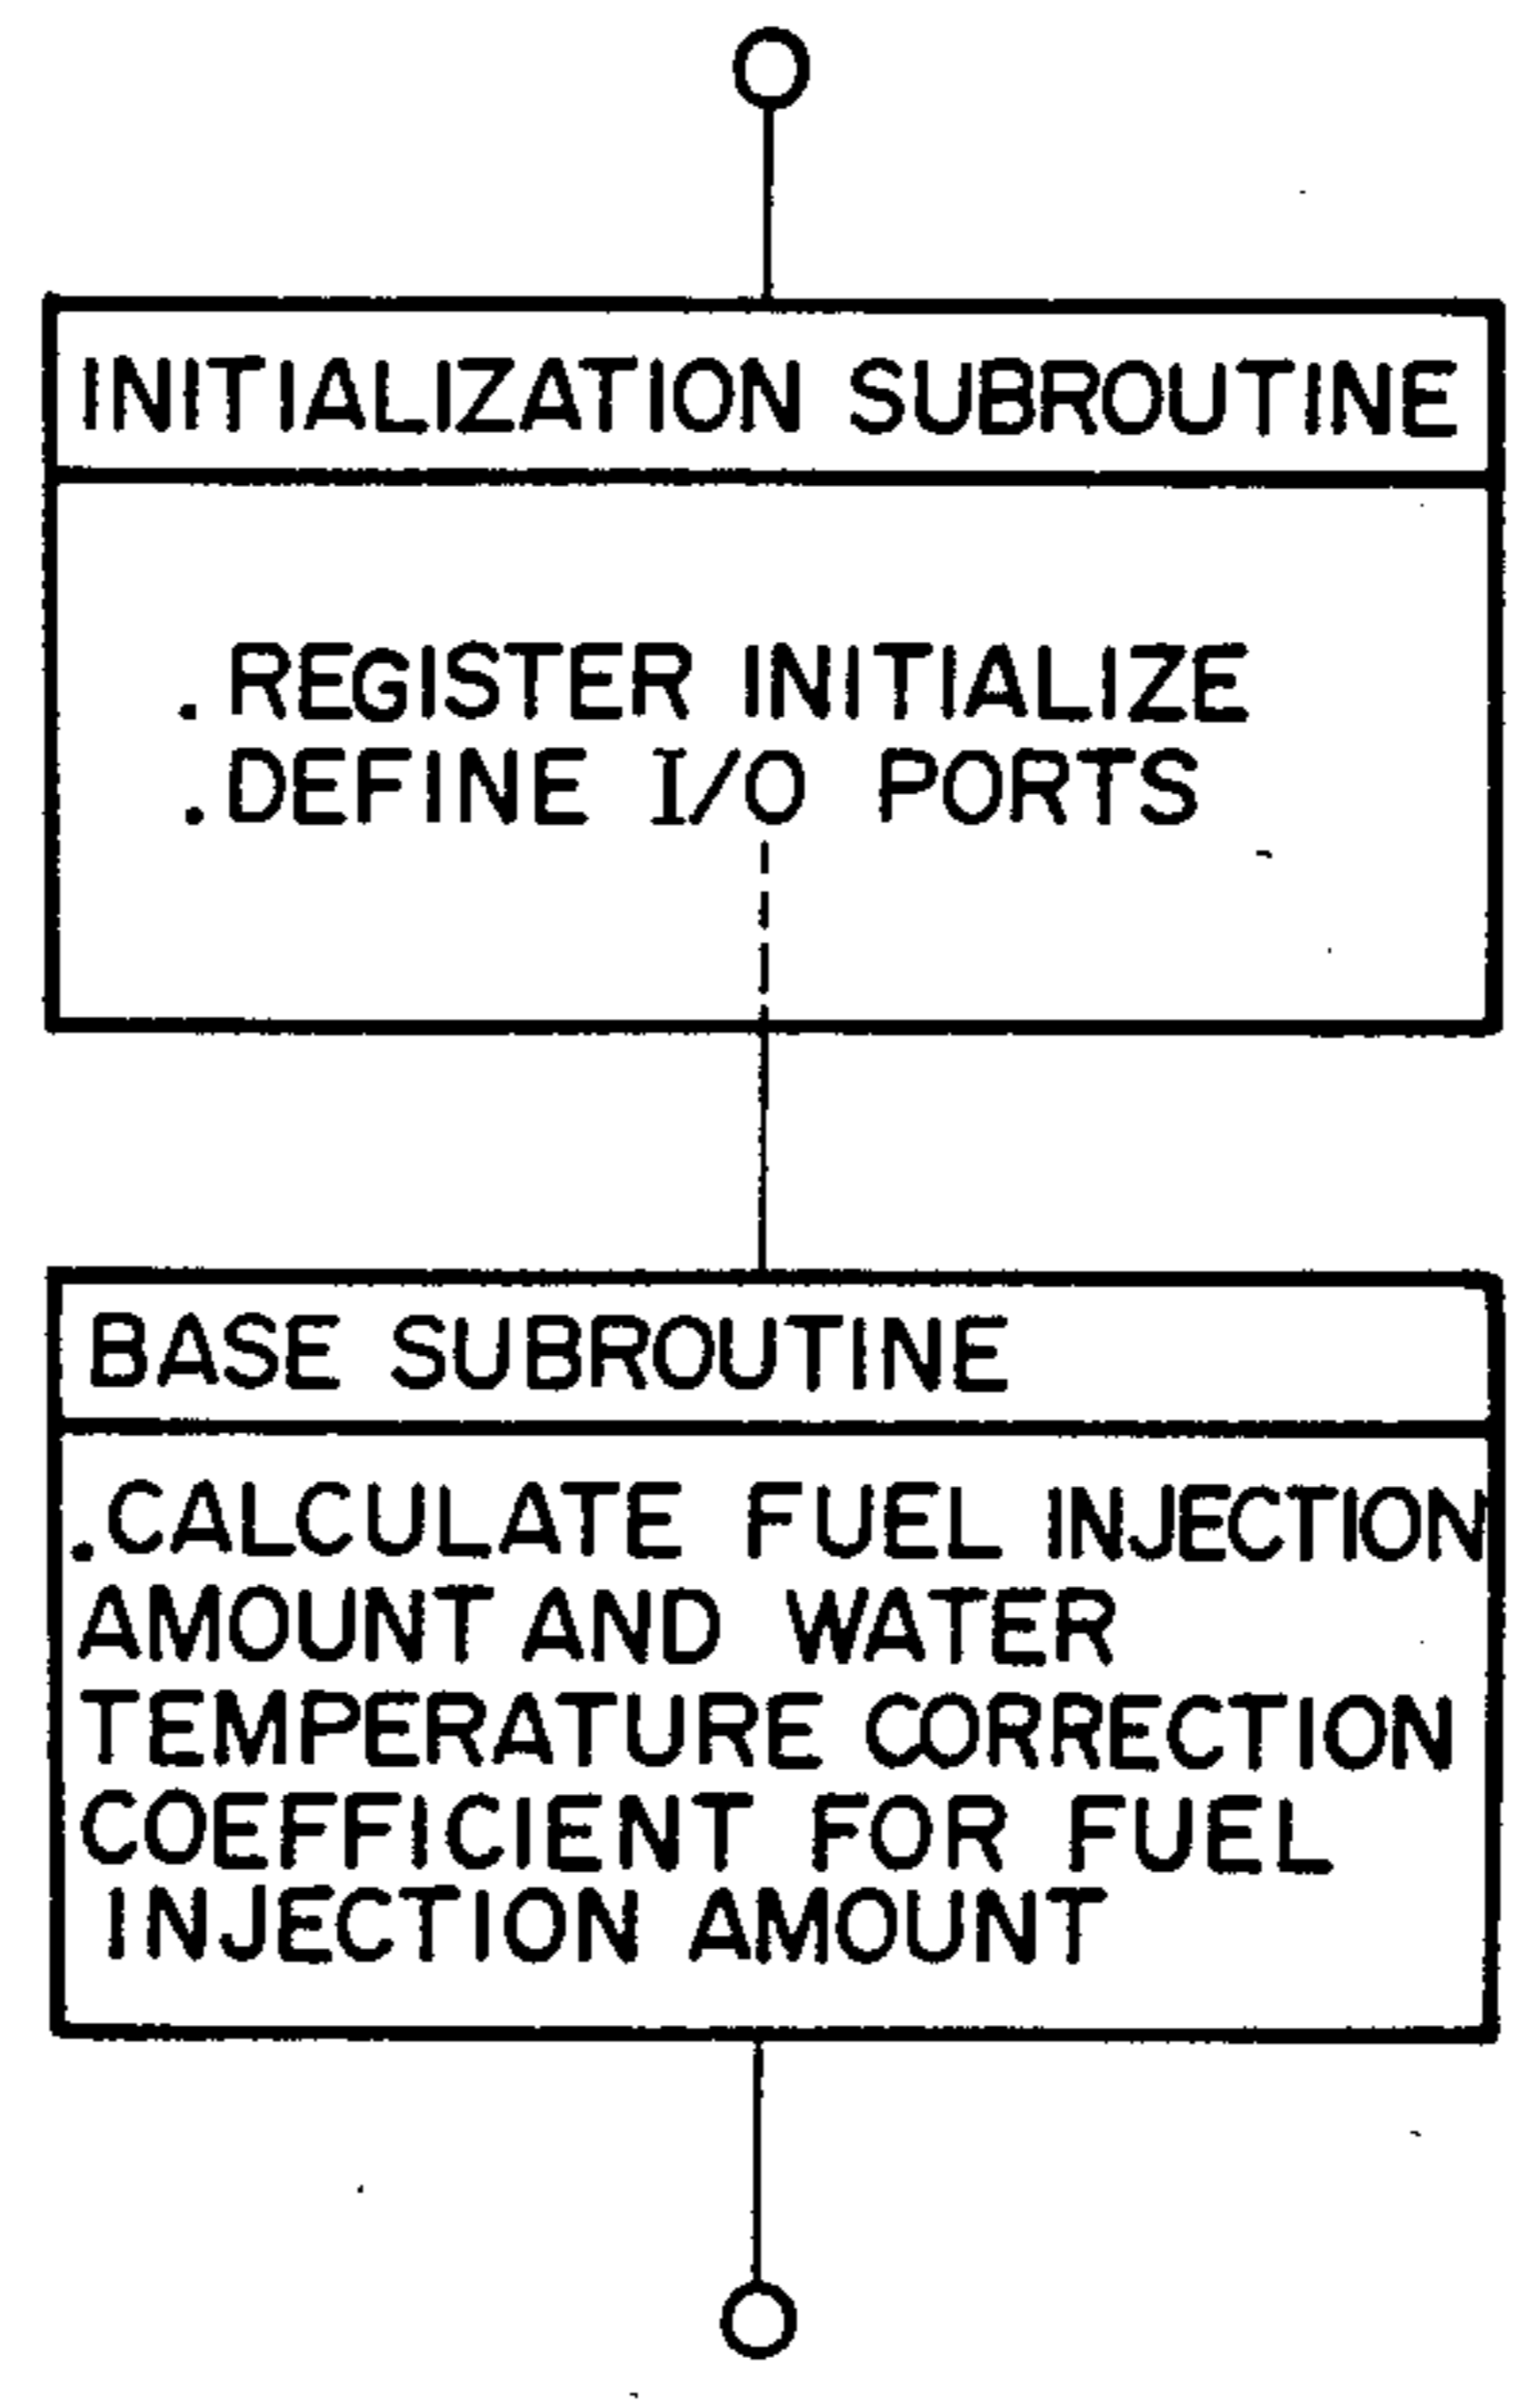 INITIALIZATION SUBROUTINE
.REGISTER INITIALIZE
.DEFINE I/O PORTS
BASE SUBROUTINE
.CALCULATE FUEL INJECTION
AMOUNT AND WATER
TEMPERATURE CORRECTION
COEFFICIENT FOR FUEL
INJECTION AMOUNT